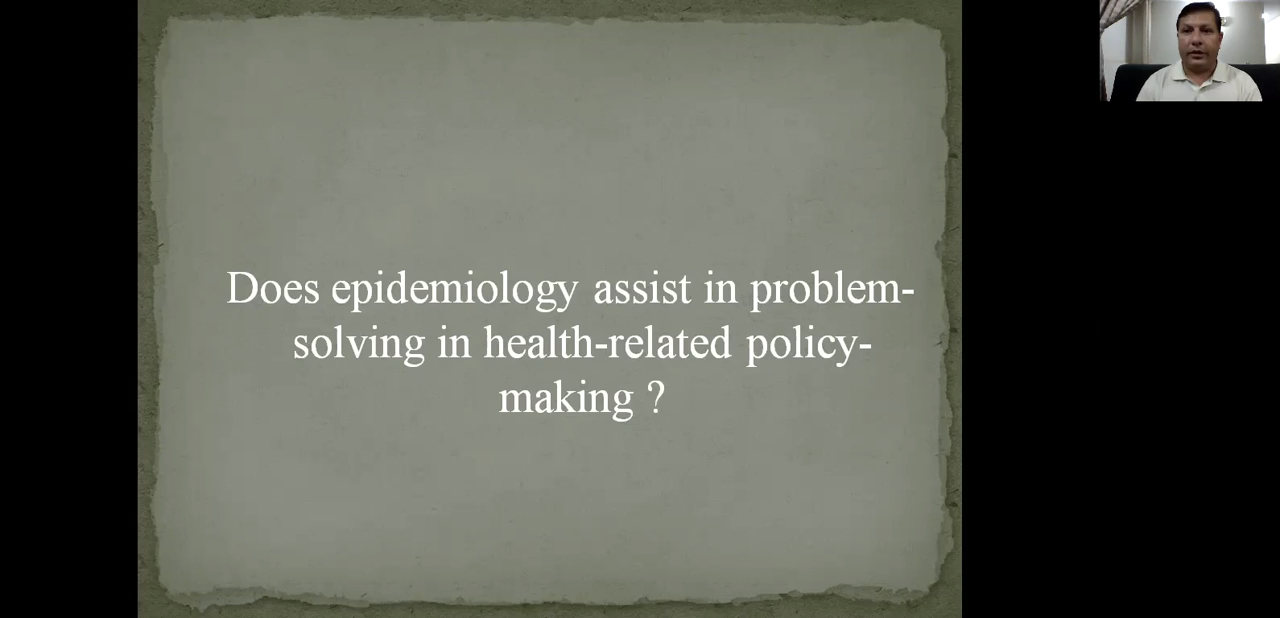 Does epidemiology assist in problem-
solving in health-related policy-
making ?